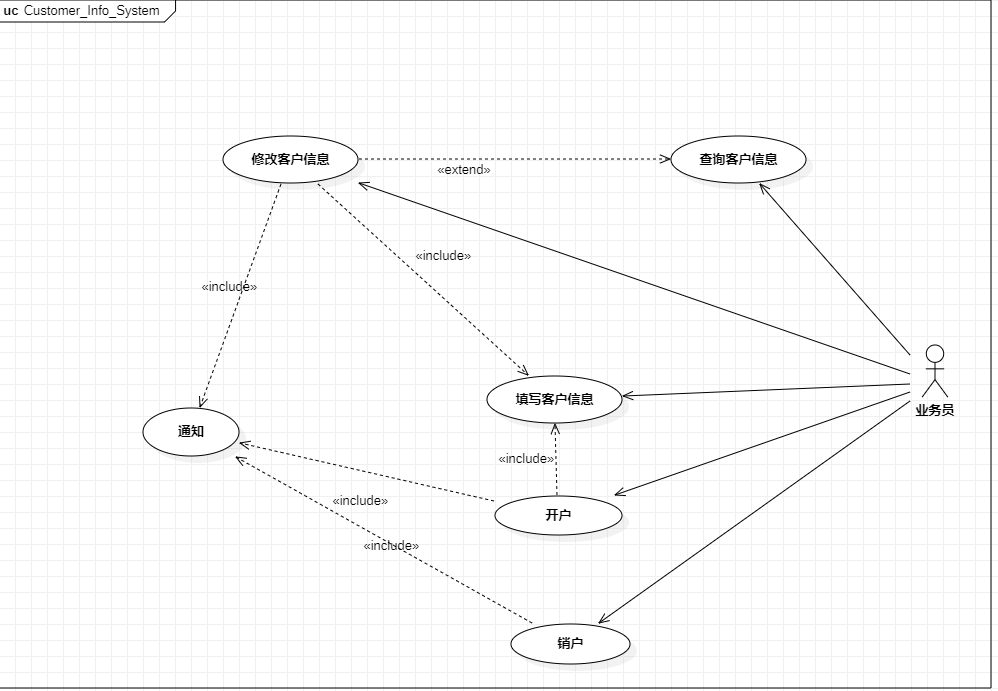 uc Customer_Info_System
修改客户信息
查询客户信息
«extend»
«include»
«include»
填写客户信息
业务员
通知
«include»
«include»
开户
«include»
销户